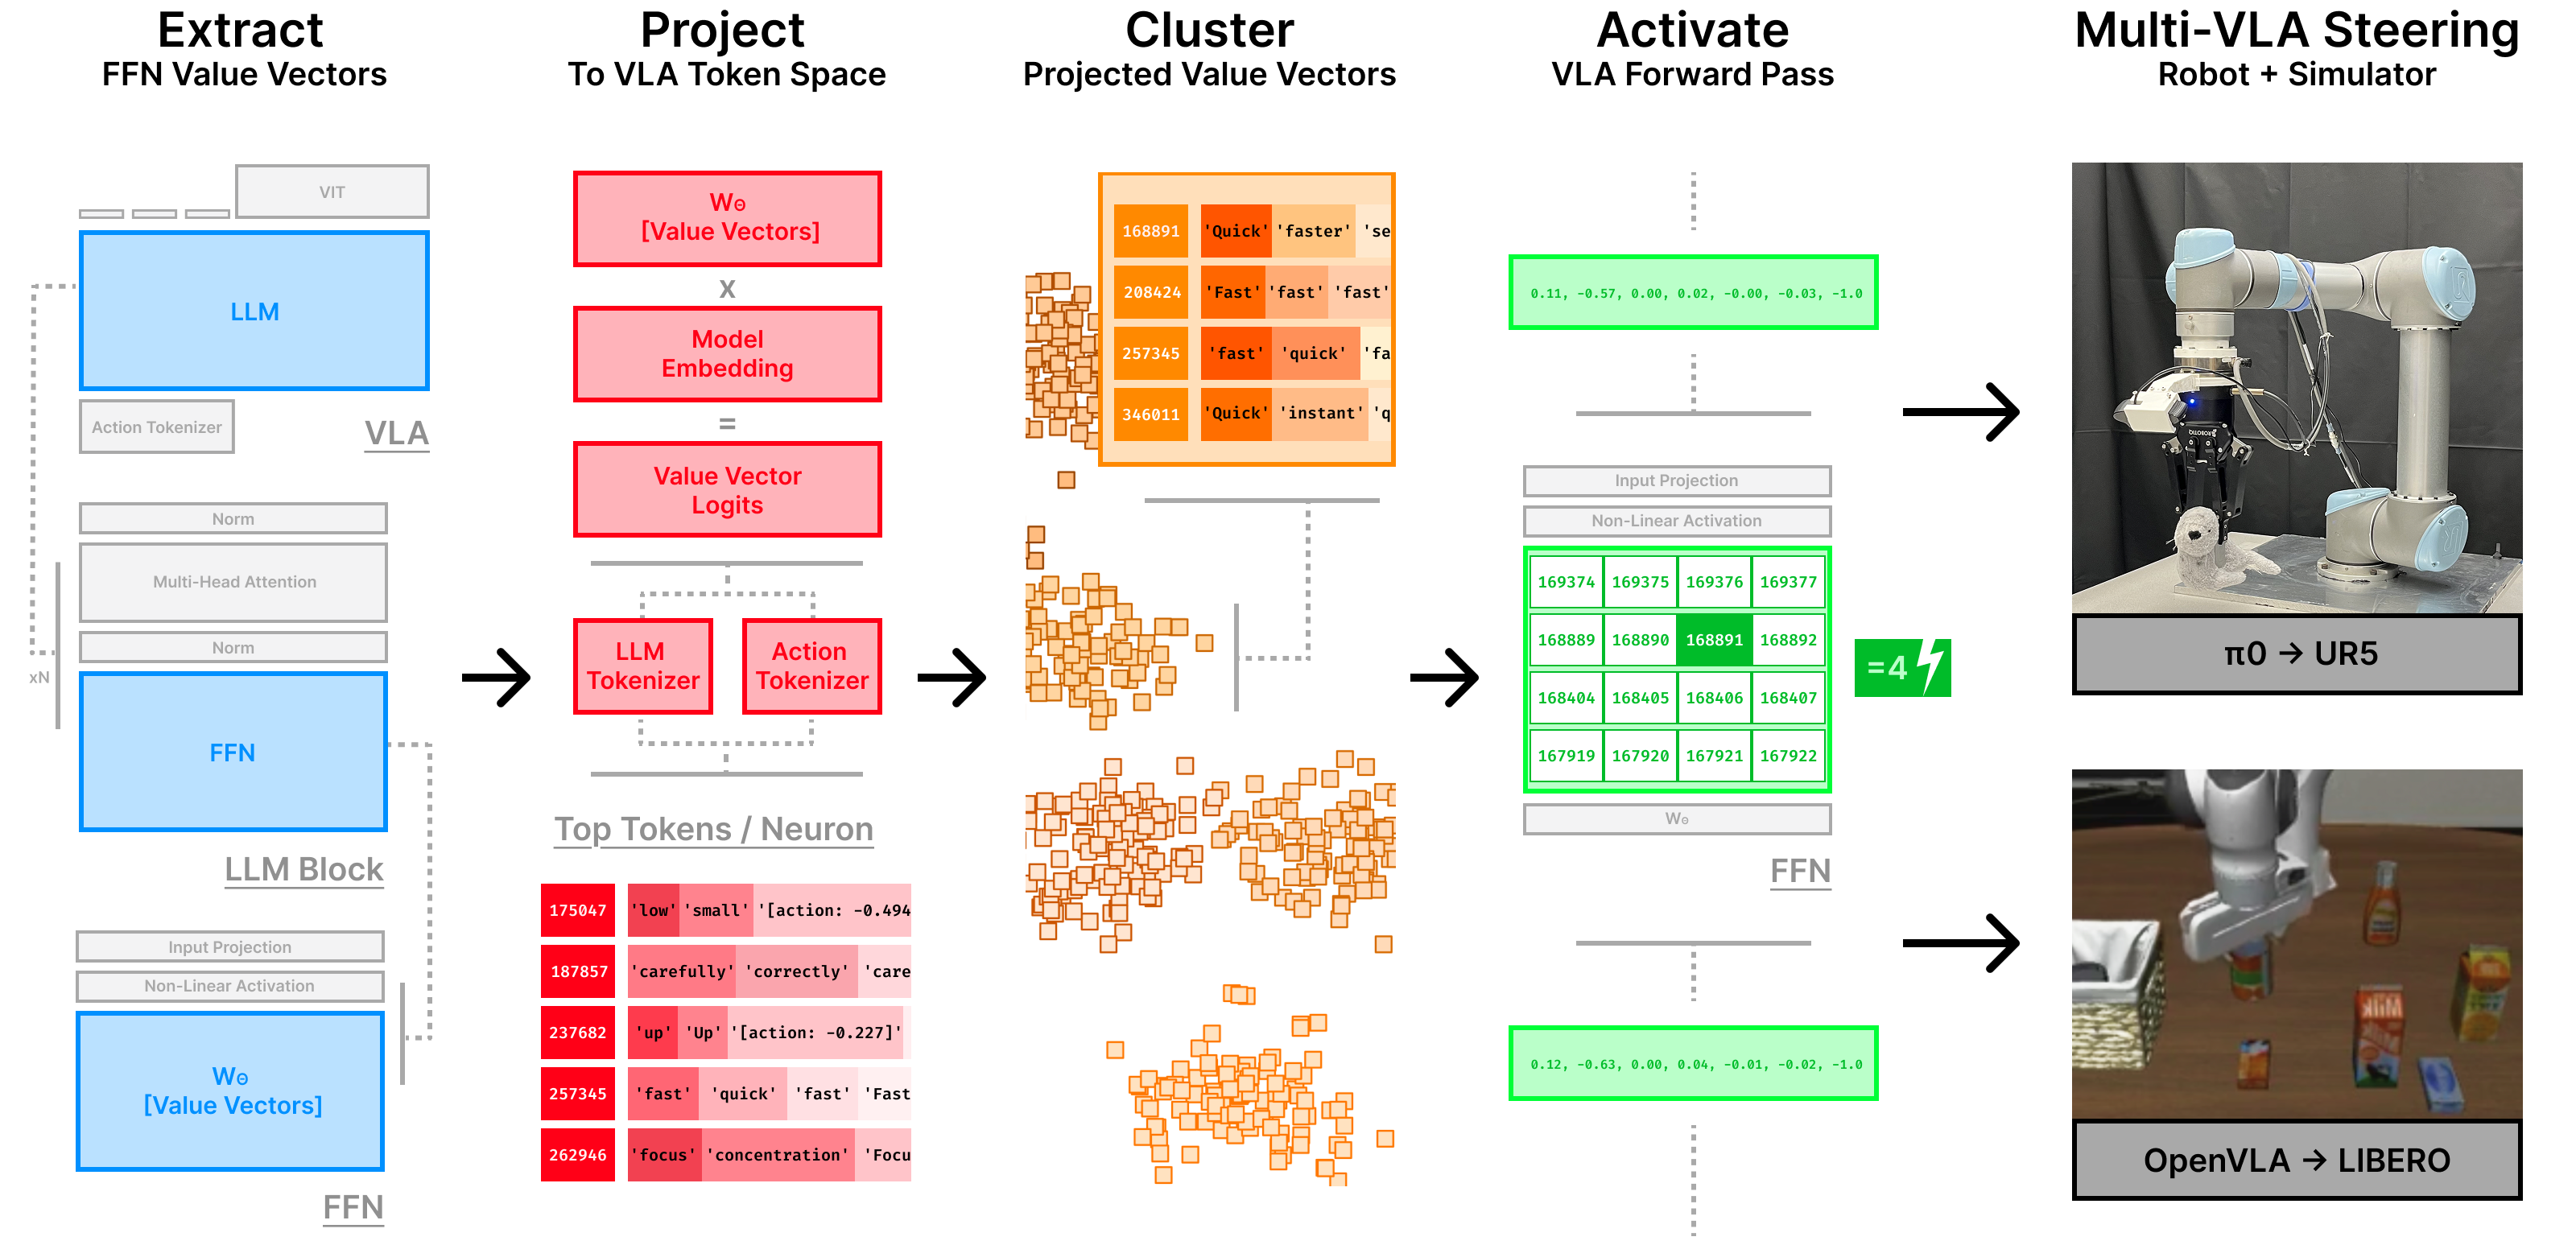 Extract
FFN Value Vectors
VIT
LLM
Action Tokenizer
VLA
Norm
Multi-Head Attention
Norm
xN
FFN
LLM Block
Input Projection
Non-Linear Activation
WΘ
[Value Vectors]
FFN
Project
To VLA Token Space
WΘ
[Value Vectors]
X
Model
Embedding
=
Value Vector
Logits
LLM
Tokenizer
Action
Tokenizer
Top Tokens / Neuron
175047 'low' 'small' '[action: -0.494
187857 'carefully' 'correctly' 'care
237682 'up' 'Up' '[action: -0.227]'
257345 'fast' 'quick' 'fast' 'Fast
262946 'focus' 'concentration' 'Focu
Cluster
Projected Value Vectors
168891 'Quick' 'faster' 'se
208424 'Fast' 'fast' 'fast'
257345 'fast' 'quick' 'fa
346011 'Quick' 'instant' 'q
Activate
VLA Forward Pass
0.11, -0.57, 0.00, 0.02, -0.00, -0.03, -1.0
Input Projection
Non-Linear Activation
169374 169375 169376 169377
168889 168890 168891 168892
=4
168404 168405 168406 168407
167919 167920 167921 167922
WΘ
FFN
0.12, -0.63, 0.00, 0.04, -0.01, -0.02, -1.0
Multi-VLA Steering
Robot + Simulator
ROBOTIQ
π0 → UR5
Milk
OpenVLA → LIBERO